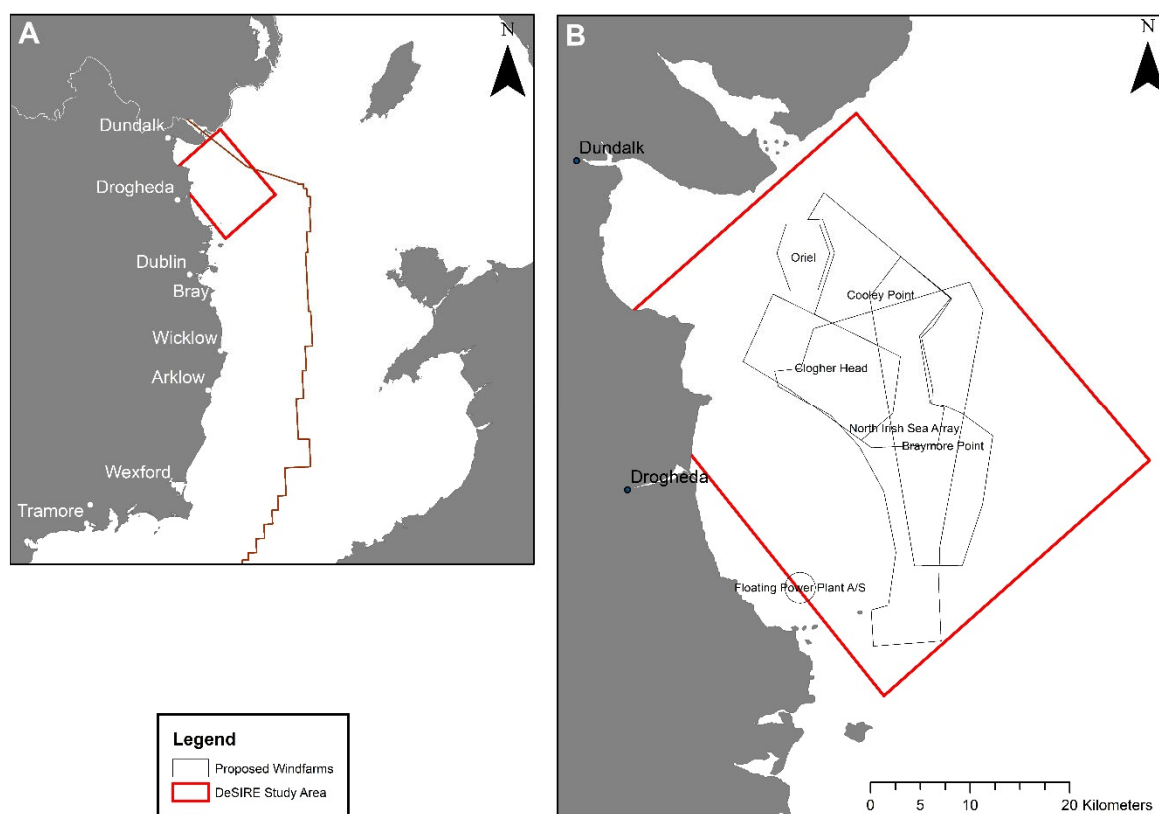 A
N
Dundalk
Drogheda
Dublin
Bray
Wicklow
Arklow
Wexford
Tramore
Legend
Proposed Windfarms
DeSIRE Study Area
B
N
Dundalk
Oriel
Cooley Point
Clogher Head
North Irish Sea Array
Braymore Point
Drogheda
Floating Power Plant A/S
0 5 10 20 Kilometers